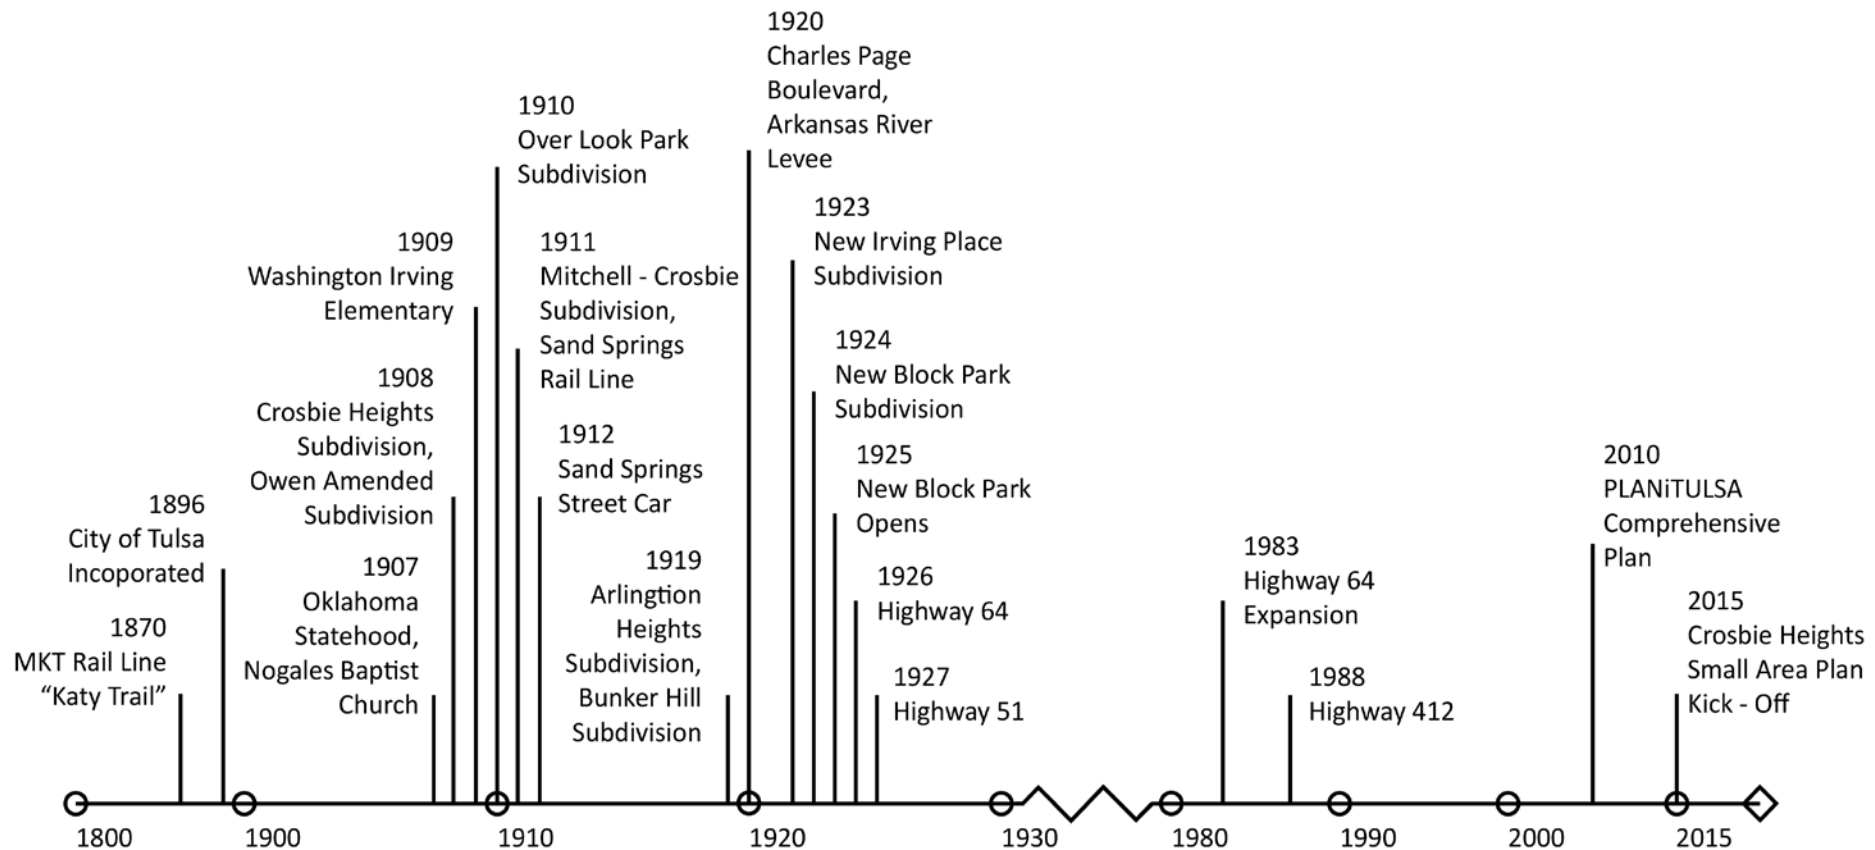 1870
MKT Rail Line
“Katy Trail”
1896
City of Tulsa
Incoporated
1907
Oklahoma
Statehood,
Nogales Baptist
Church
1908
Crosbie Heights
Subdivision,
Owen Amended
Subdivision
1909
Washington Irving
Elementary
1910
Over Look Park
Subdivision
1911
Mitchell - Crosbie
Subdivision,
Sand Springs
Rail Line
1912
Sand Springs
Street Car
1919
Arlingtion
Heights
Subdivision,
Bunker Hill
Subdivision
1920
Charles Page
Boulevard,
Arkansas River
Levee
1923
New Irving Place
Subdivision
1924
New Block Park
Subdivision
1925
New Block Park
Opens
1926
Highway 64
1927
Highway 51
1983
Highway 64
Expansion
1988
Highway 412
2010
PLANiTULSA
Comprehensive
Plan
2015
Crosbie Heights
Small Area Plan
Kick - Off
1800
1900
1910
1920
1930
1980
1990
2000
2015